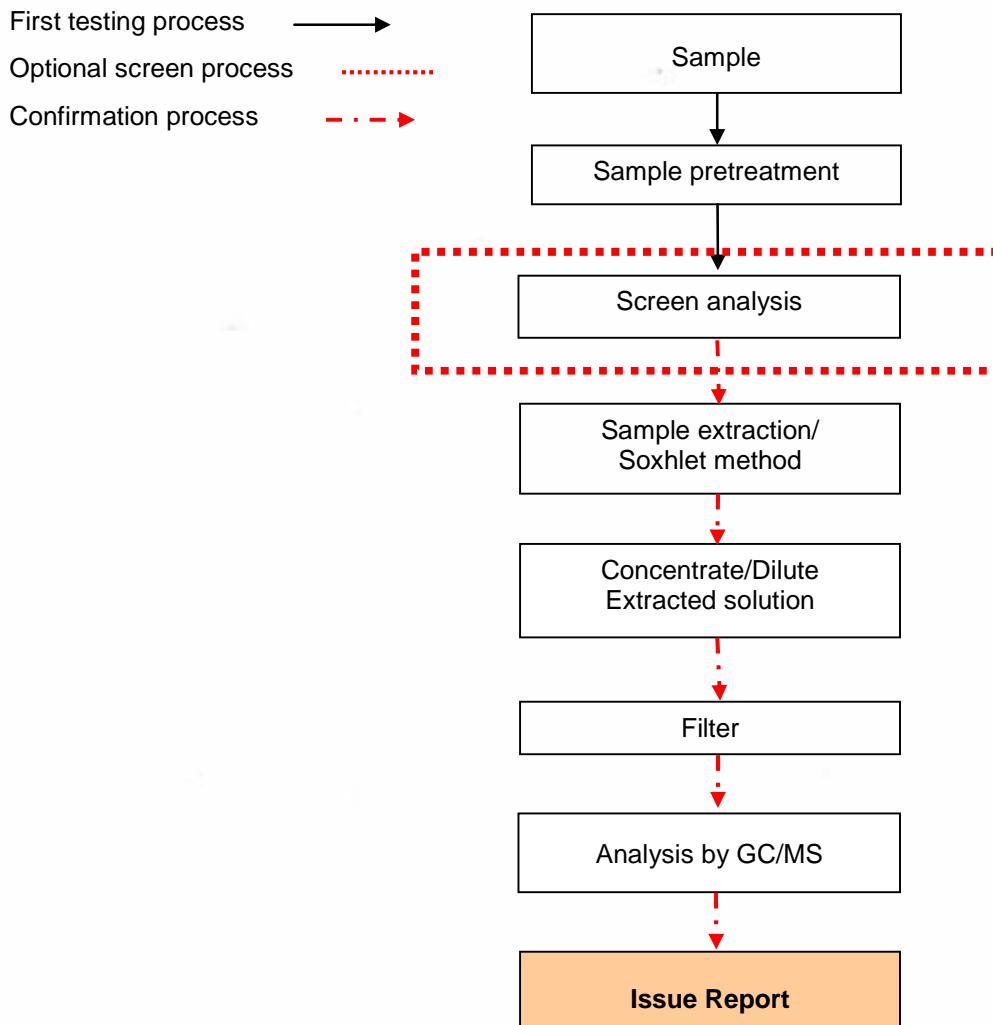 First testing process
Optional screen process
Confirmation process
Sample
Sample pretreatment
Screen analysis
Sample extraction/
Soxhlet method
Concentrate/Dilute
Extracted solution
Filter
Analysis by GC/MS
Issue Report